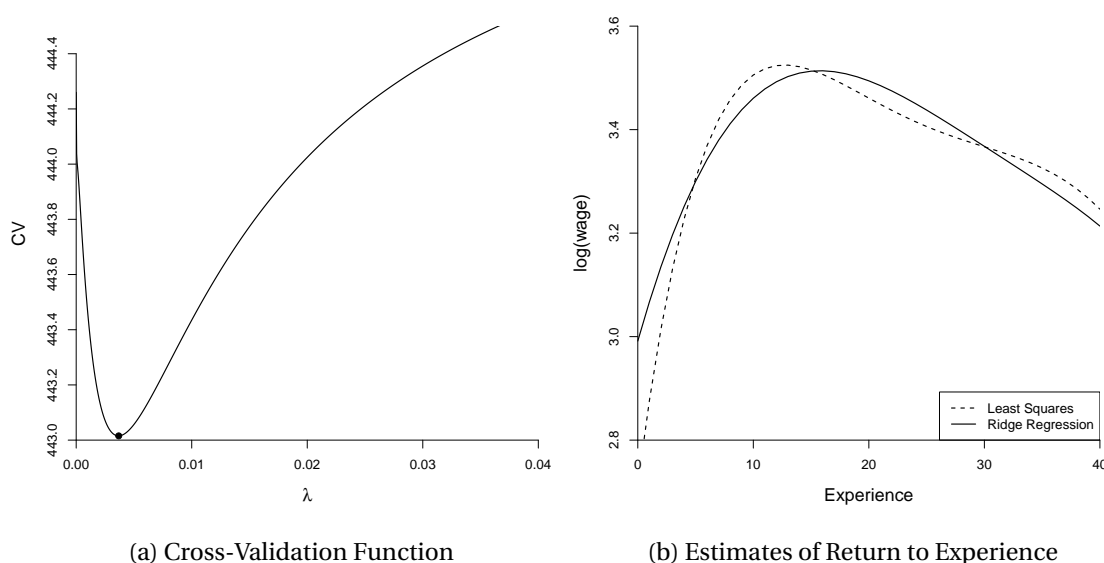 444.4
444.2
444.0
443.8
443.6
443.4
443.2
443.0
CV
0.00 0.01 0.02 0.03 0.04
λ
3.6
3.4
3.2
3.0
2.8
log(wage)
Least Squares
Ridge Regression
0 10 20 30 40
Experience
(a) Cross-Validation Function
(b) Estimates of Return to Experience